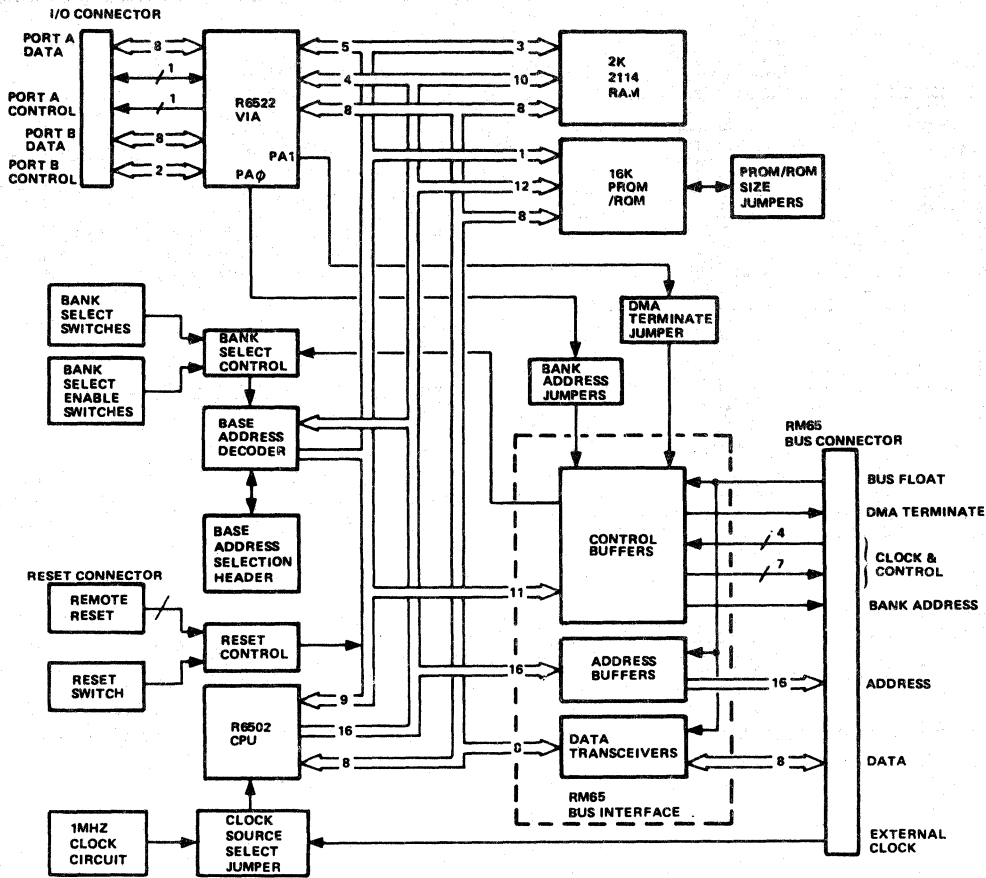 I/O CONNECTOR
PORT A
DATA
8
1
PORT A
CONTROL
1
PORT B
DATA
8
PORT B
CONTROL
2
R6522
VIA
PA1
PAϕ
5
4
8
3
10
8
2K
2114
RAM
1
12
8
16K
PROM
/ROM
PROM/ROM
SIZE
JUMPERS
DMA
TERMINATE
JUMPER
BANK
ADDRESS
JUMPERS
BANK
SELECT
SWITCHES
BANK
SELECT
ENABLE
SWITCHES
BANK
SELECT
CONTROL
BASE
ADDRESS
DECODER
BASE
ADDRESS
SELECTION
HEADER
RESET CONNECTOR
REMOTE
RESET
RESET
SWITCH
RESET
CONTROL
R6502
CPU
9
16
8
1MHZ
CLOCK
CIRCUIT
CLOCK
SOURCE
SELECT
JUMPER
11
16
CONTROL
BUFFERS
ADDRESS
BUFFERS
DATA
TRANSCEIVERS
RM65
BUS INTERFACE
RM65
BUS CONNECTOR
BUS FLOAT
DMA TERMINATE
4
7
CLOCK &
CONTROL
BANK ADDRESS
16
ADDRESS
8
DATA
EXTERNAL
CLOCK